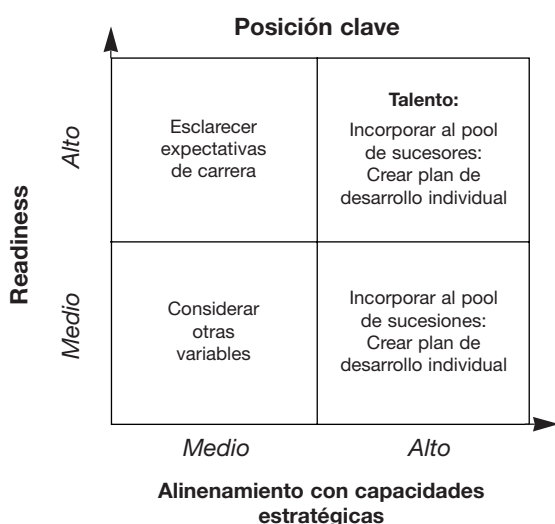 Posición clave
Readiness
Alto
Esclarecer
expectativas
de carrera
Talento:
Incorporar al pool
de sucesores:
Crear plan de
desarrollo individual
Medio
Considerar
otras
variables
Incorporar al pool
de sucesiones:
Crear plan de
desarrollo individual
Medio
Alto
Alinenamiento con capacidades
estratégicas